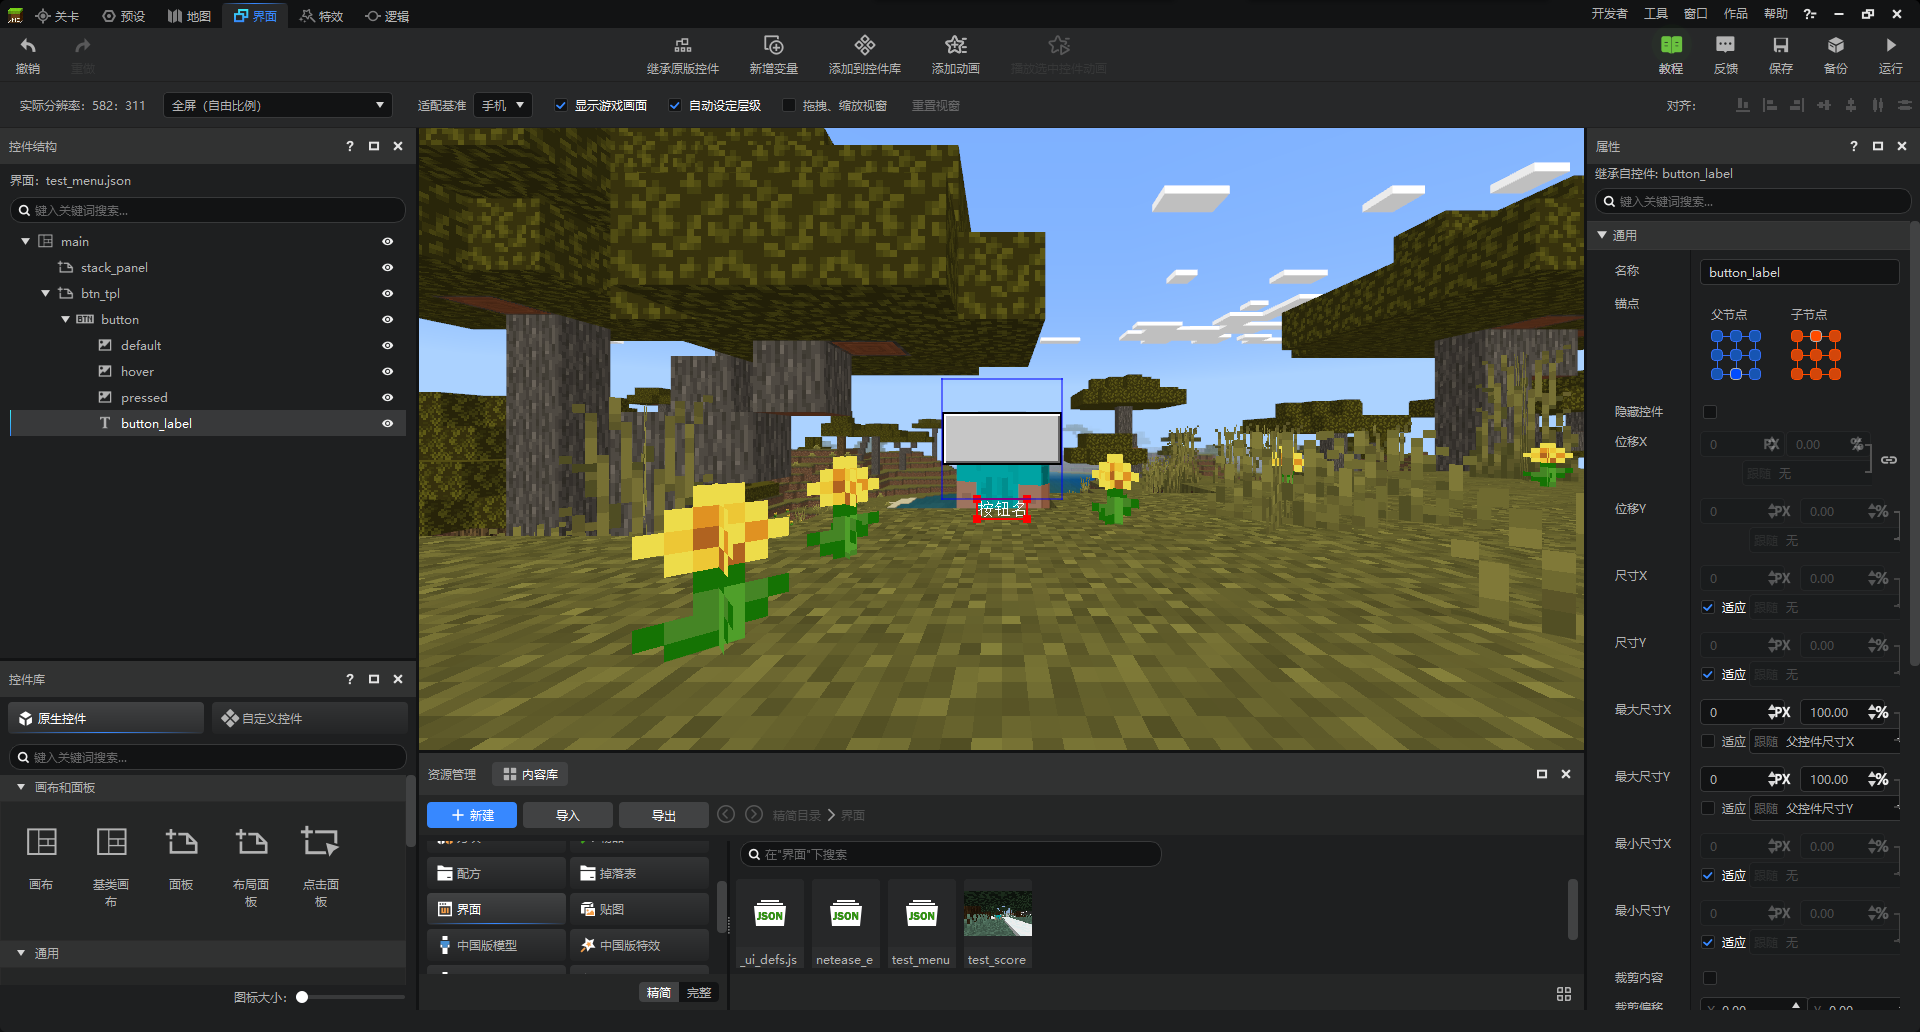 关卡
预设
地图
界面
特效
逻辑
开发者
工具
窗口
作品
帮助
撤销
重做
继承原版控件
新增变量
添加到控件库
添加动画
播放选中控件动画
教程
反馈
保存
备份
运行
实际分辨率: 582: 311
全屏（自由比例）
适配基准
手机
显示游戏画面
自动设定层级
拖拽、缩放视窗
重置视窗
对齐:
控件结构
界面: test_menu.json
键入关键词搜索...
main
stack_panel
btn_tpl
BTN button
default
hover
pressed
T button_label
控件库
原生控件
自定义控件
键入关键词搜索...
画布和面板
画布
基类画布
面板
布局面板
点击面板
通用
图标大小:
按钮名
资源管理
内容库
新建
导入
导出
精简目录
界面
配方
掉落表
界面
贴图
中国版模型
中国版特效
精简
完整
在"界面"下搜索
JSON
JSON
JSON
_ui_defs.js
netease_e
test_menu
test_score
属性
继承自控件: button_label
键入关键词搜索...
通用
名称
button_label
锚点
父节点
子节点
隐藏控件
位移X
0 PX 0.00 %
跟随 无
位移Y
0 PX 0.00 %
跟随 无
尺寸X
0 PX 0.00 %
适应 跟随 无
尺寸Y
0 PX 0.00 %
适应 跟随 无
最大尺寸X
0 PX 100.00 %
适应 跟随 父控件尺寸X
最大尺寸Y
0 PX 100.00 %
适应 跟随 父控件尺寸Y
最小尺寸X
0 PX 0.00 %
适应 跟随 无
最小尺寸Y
0 PX 0.00 %
适应 跟随 无
裁剪内容
裁剪偏移